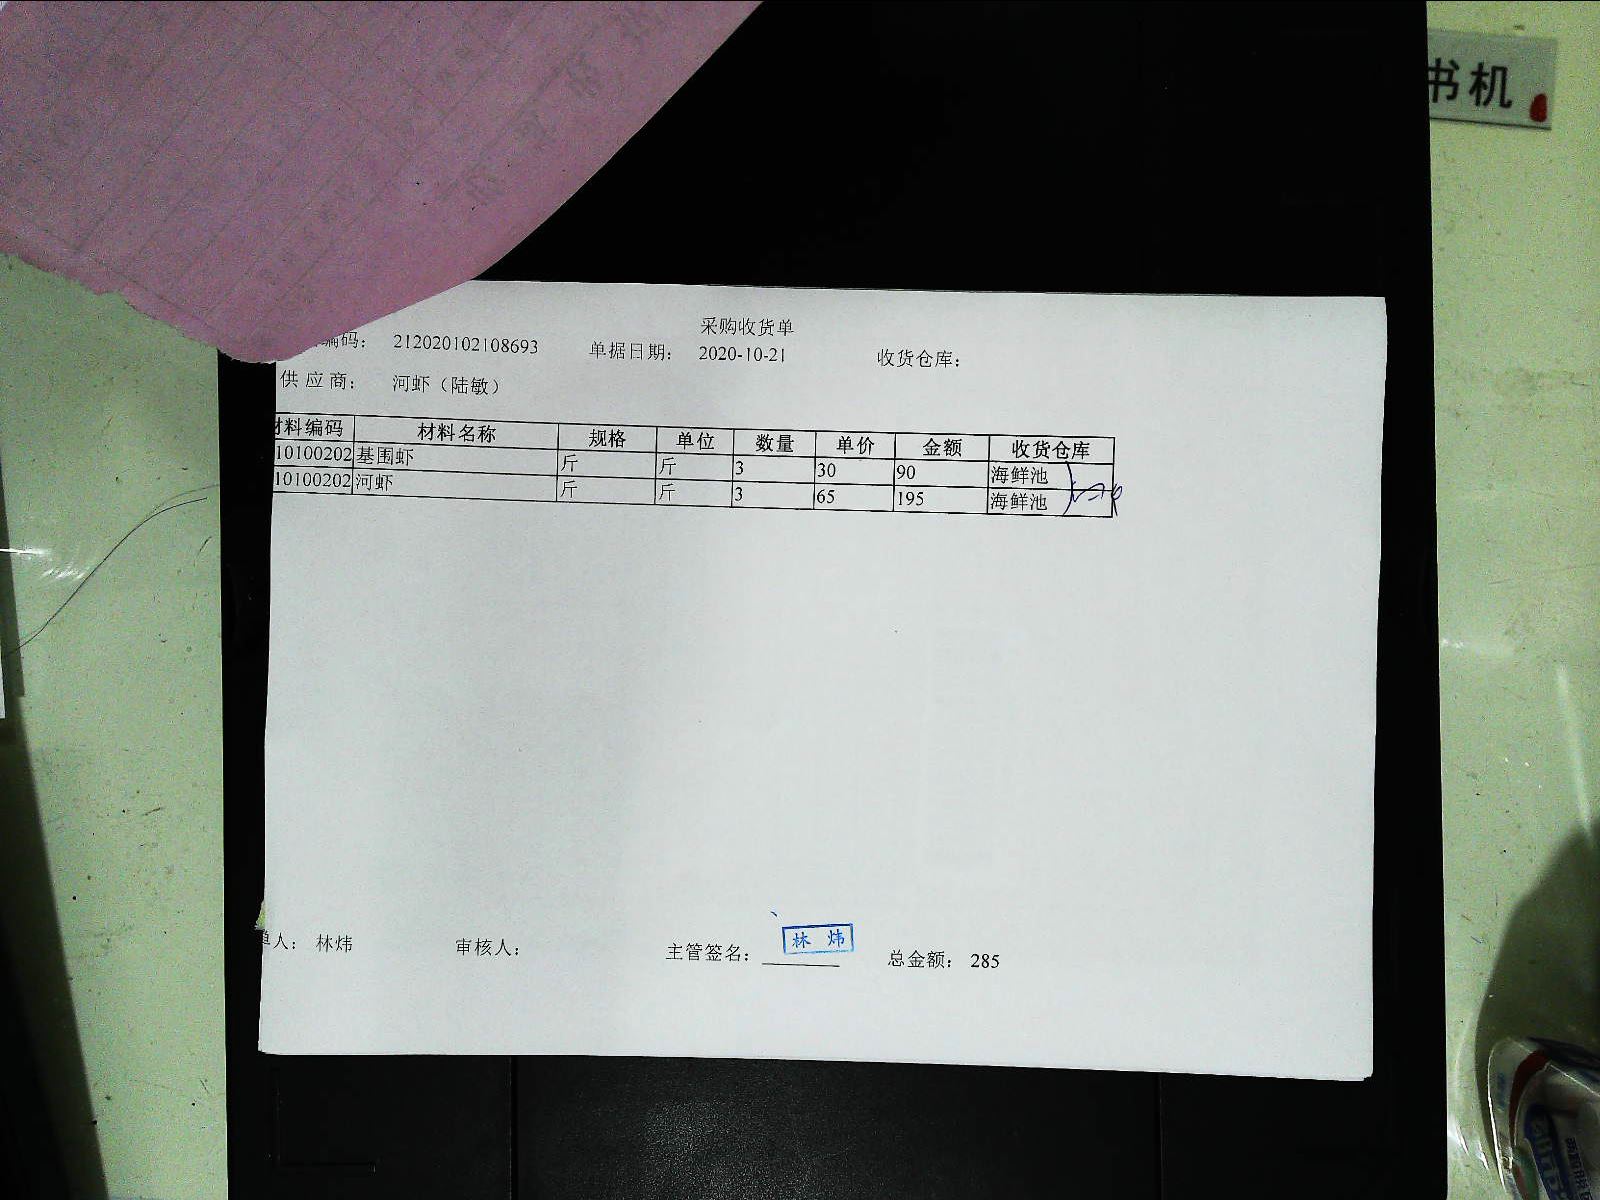 书机
采购收货单
编码： 212020102108693 单据日期： 2020-10-21 收货仓库：
供应商： 河虾（陆敏）
材料编码 材料名称 规格 单位 数量 单价 金额 收货仓库
10100202 基围虾 斤 斤 3 30 90 海鲜池
10100202 河虾 斤 斤 3 65 195 海鲜池
单人： 林炜 审核人： 主管签名： 林炜 总金额： 285